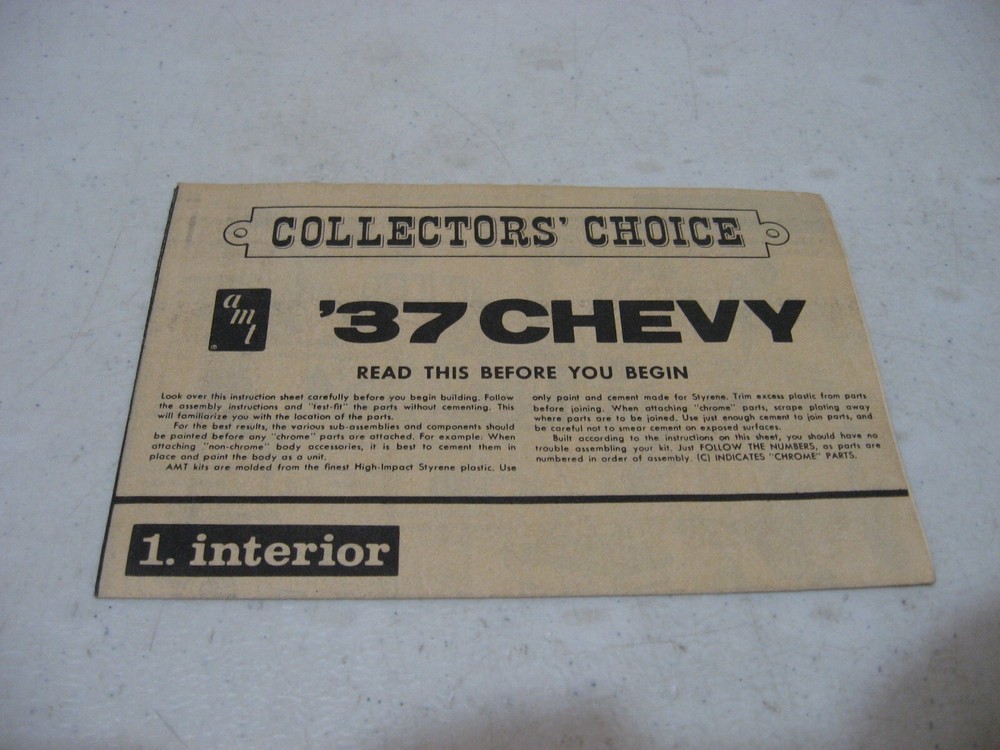 COLLECTORS' CHOICE
amt
'37 CHEVY
READ THIS BEFORE YOU BEGIN
Look over this instruction sheet carefully before you begin building. Follow
the assembly instructions and "test-fit" the parts without cementing. This
will familiarize you with the location of the parts.
For the best results, the various sub-assemblies and components should
be painted before any "chrome" parts are attached. For example: When
attaching "non-chrome" body accessories, it is best to cement them in
place and paint the body as a unit.
AMT kits are molded from the finest High-Impact Styrene plastic. Use
only paint and cement made for Styrene. Trim excess plastic from parts
before joining. When attaching "chrome" parts, scrape plating away
where parts are to be joined. Use just enough cement to join parts, and
be careful not to smear cement on exposed surfaces.
Built according to the instructions on this sheet, you should have no
trouble assembling your kit. Just FOLLOW THE NUMBERS, as parts are
numbered in order of assembly. (C) INDICATES "CHROME" PARTS.
1. interior